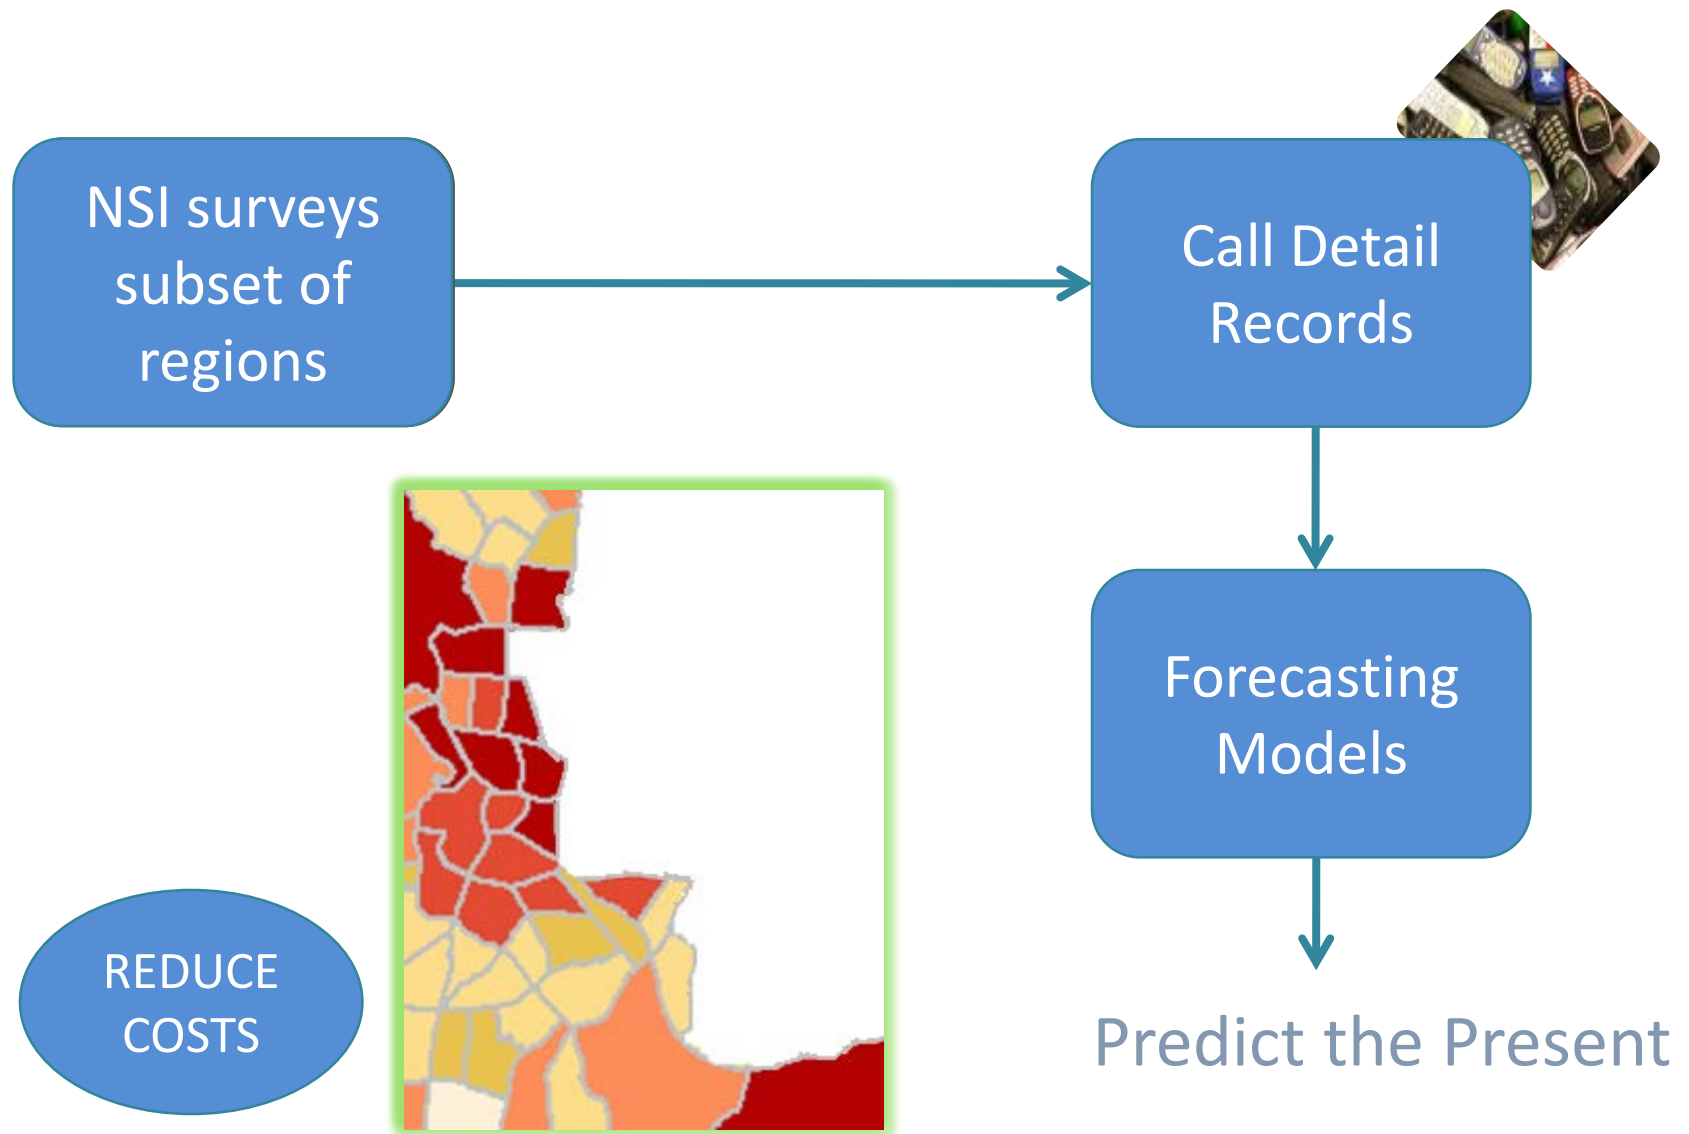 NSI surveys
subset of
regions
Call Detail
Records
Forecasting
Models
REDUCE
COSTS
Predict the Present